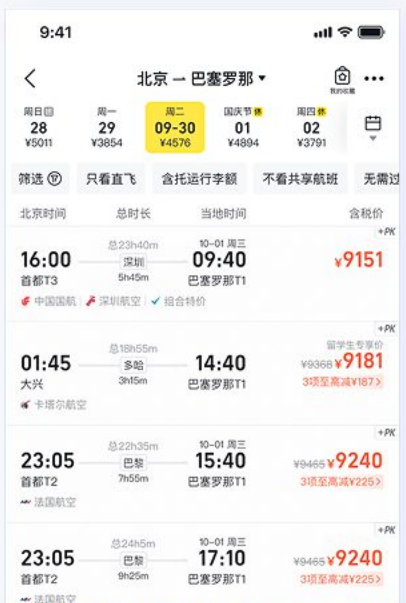 9:41
北京 — 巴塞罗那
我的收藏
周日 班 周一 周二 国庆节 休 周四 休
28 29 09-30 01 02
¥5011 ¥3854 ¥4576 ¥4894 ¥3791
筛选 只看直飞 含托运行李额 不看共享航班 无需过
北京时间 总时长 当地时间 含税价
+PK
总23h40m 10-01 周三
16:00 深圳 09:40 ¥9151
首都T3 5h45m 巴塞罗那T1
中国国航 深圳航空 组合特价
+PK
总18h55m 留学生专享价
01:45 多哈 14:40 ¥9368 ¥9181
大兴 3h15m 巴塞罗那T1 3项至高减¥187>
卡塔尔航空
+PK
总22h35m 10-01 周三
23:05 巴黎 15:40 ¥9465 ¥9240
首都T2 7h55m 巴塞罗那T1 3项至高减¥225>
法国航空
+PK
总24h5m 10-01 周三
23:05 巴黎 17:10 ¥9465 ¥9240
首都T2 9h25m 巴塞罗那T1 3项至高减¥225>
法国航空